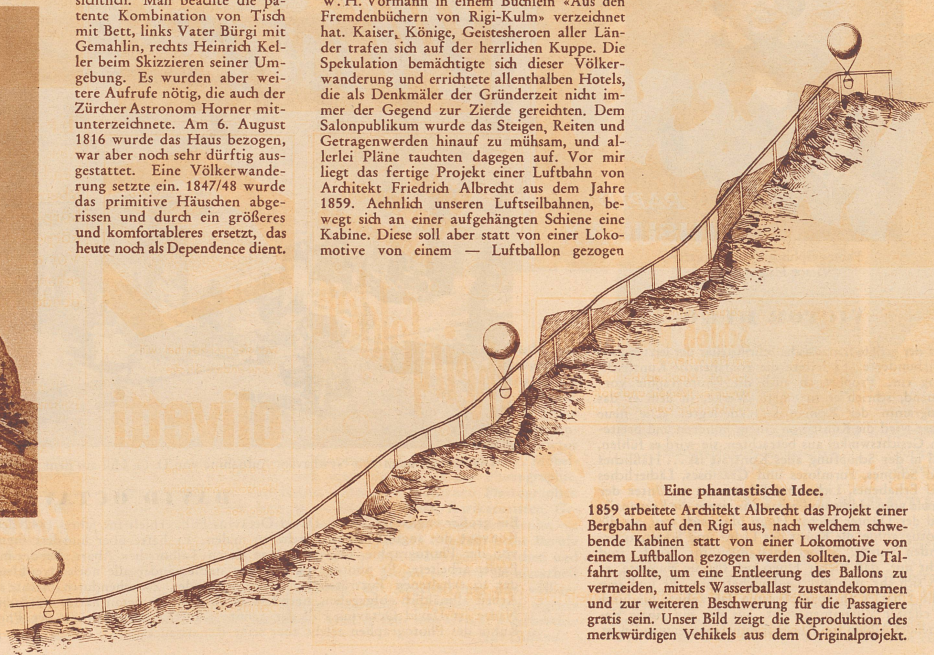 sichtlich. Man beachte die pa-
tente Kombination von Tisch
mit Bett, links Vater Bürgi mit
Gemahlin, rechts Heinrich Kel-
ler beim Skizzieren seiner Um-
gebung. Es wurden aber wei-
tere Aufrufe nötig, die auch der
Zürcher Astronom Horner mit-
unterzeichnete. Am 6. August
1816 wurde das Haus bezogen,
war aber noch sehr dürftig aus-
gestattet. Eine Völkerwande-
rung setzte ein. 1847/48 wurde
das primitive Häuschen abge-
rissen und durch ein größeres
und komfortableres ersetzt, das
heute noch als Dependence dient.
W. H. Vormann in einem Büchlein «Aus den
Fremdenbüchern von Rigi-Kulm» verzeichnet
hat. Kaiser, Könige, Geistesheroen aller Län-
der trafen sich auf der herrlichen Kuppe. Die
Spekulation bemächtigte sich dieser Völker-
wanderung und errichtete allenthalben Hotels,
die als Denkmäler der Gründerzeit nicht im-
mer der Gegend zur Zierde gereichten. Dem
Salonpublikum wurde das Steigen, Reiten und
Getragenwerden hinauf zu mühsam, und al-
lerlei Pläne tauchten dagegen auf. Vor mir
liegt das fertige Projekt einer Luftbahn von
Architekt Friedrich Albrecht aus dem Jahre
1859. Aehnlich unseren Luftseilbahnen, be-
wegt sich an einer aufgehängten Schiene eine
Kabine. Diese soll aber statt von einer Loko-
motive von einem — Luftballon gezogen
Eine phantastische Idee.
1859 arbeitete Architekt Albrecht das Projekt einer
Bergbahn auf den Rigi aus, nach welchem schwe-
bende Kabinen statt von einer Lokomotive von
einem Luftballon gezogen werden sollten. Die Tal-
fahrt sollte, um eine Entleerung des Ballons zu
vermeiden, mittels Wasserballast zustandekommen
und zur weiteren Beschwerung für die Passagiere
gratis sein. Unser Bild zeigt die Reproduktion des
merkwürdigen Vehikels aus dem Originalprojekt.
olivetti